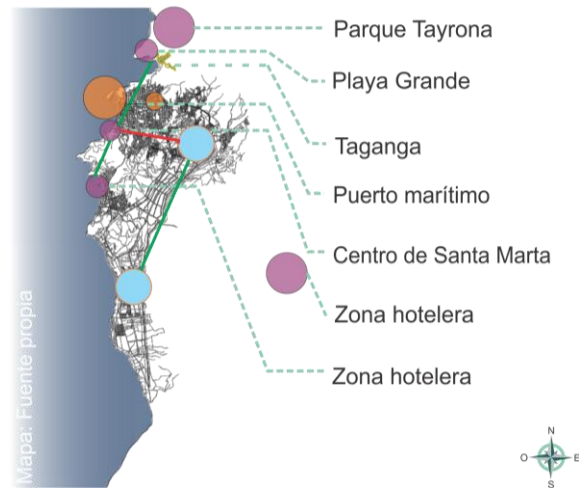 Parque Tayrona
Playa Grande
Taganga
Puerto marítimo
Centro de Santa Marta
Zona hotelera
Zona hotelera
Mapa: Fuente propia
N
O E
S